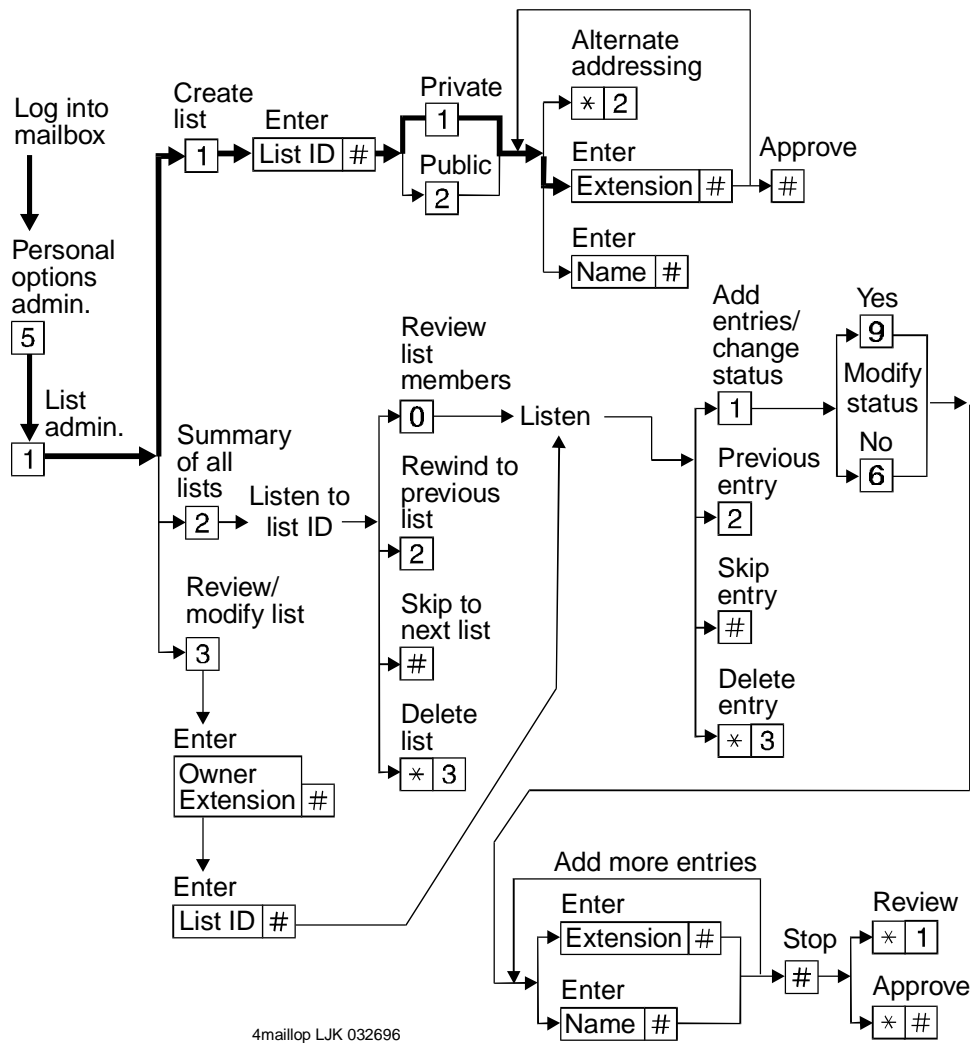 Log into
mailbox
Personal
options
admin.
5
List
admin.
1
Create
list
1
Enter
List ID #
Private
1
Public
2
Alternate
addressing
* 2
Enter
Extension #
Approve
#
Enter
Name #
Summary
of all
lists
2
Listen to
list ID
Review
list
members
0
Rewind to
previous
list
2
Skip to
next list
#
Delete
list
* 3
Listen
Add
entries/
change
status
1
Yes
9
Modify
status
No
6
Previous
entry
2
Skip
entry
#
Delete
entry
* 3
Review/
modify list
3
Enter
Owner
Extension #
Enter
List ID #
Add more entries
Enter
Extension #
Enter
Name #
Stop
#
Review
* 1
Approve
* #
4maillop LJK 032696